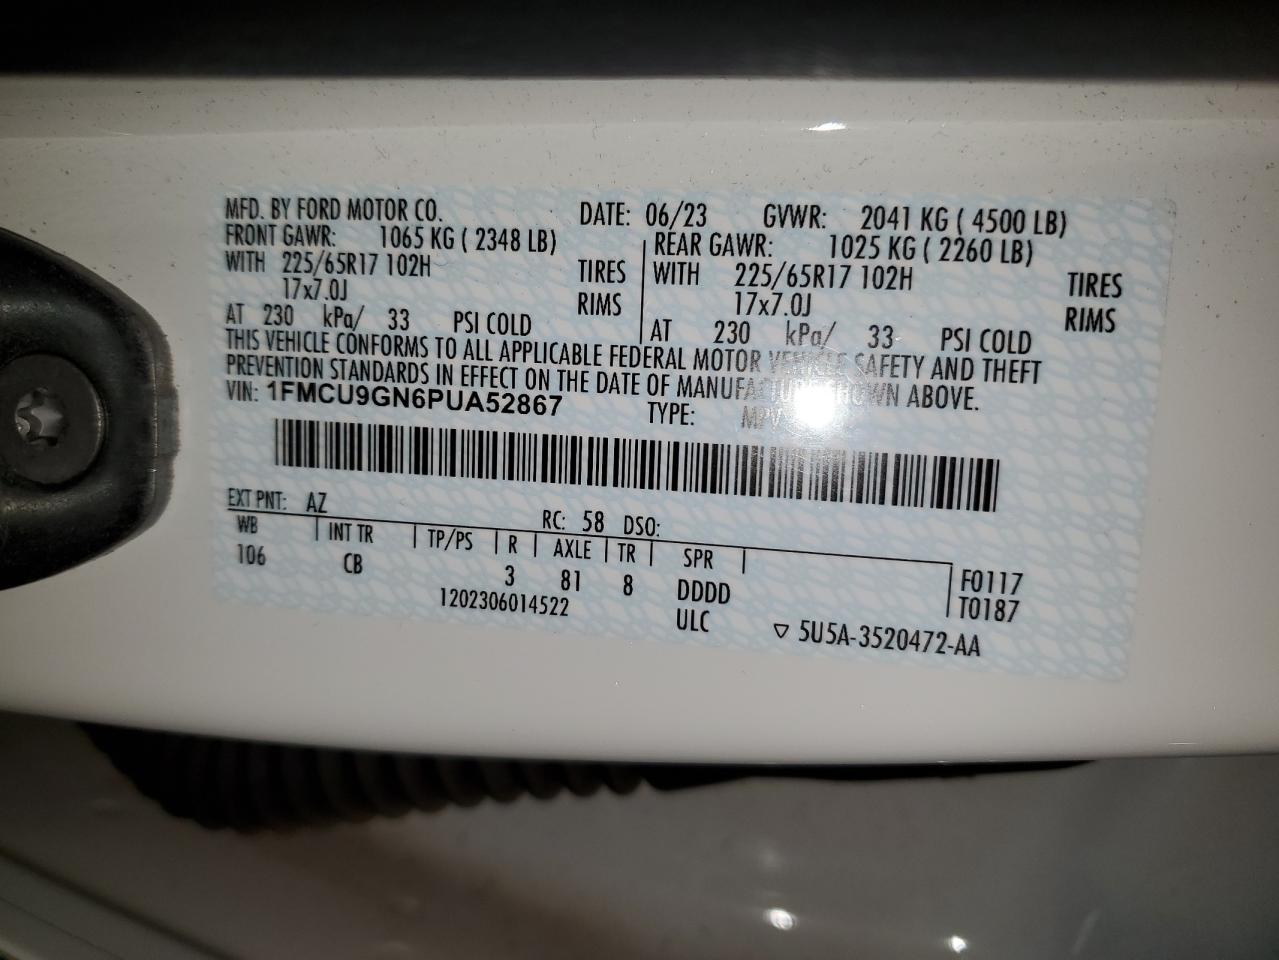 MFD. BY FORD MOTOR CO. DATE: 06/23 GVWR: 2041 KG ( 4500 LB)
FRONT GAWR: 1065 KG ( 2348 LB) REAR GAWR: 1025 KG ( 2260 LB)
WITH 225/65R17 102H TIRES WITH 225/65R17 102H TIRES
17x7.0J RIMS 17x7.0J RIMS
AT 230 kPa/ 33 PSI COLD AT 230 kPa/ 33 PSI COLD
THIS VEHICLE CONFORMS TO ALL APPLICABLE FEDERAL MOTOR VEHICLE SAFETY AND THEFT
PREVENTION STANDARDS IN EFFECT ON THE DATE OF SHOWN ABOVE.
VIN: 1FMCU9GN6PUA52867 TYPE: MPV
EXT PNT: AZ RC: 58 DSO:
WB INT TR TP/PS R AXLE TR SPR
106 CB 3 81 8 DDDD F0117
1202306014522 ULC T0187
▽ 5U5A-3520472-AA